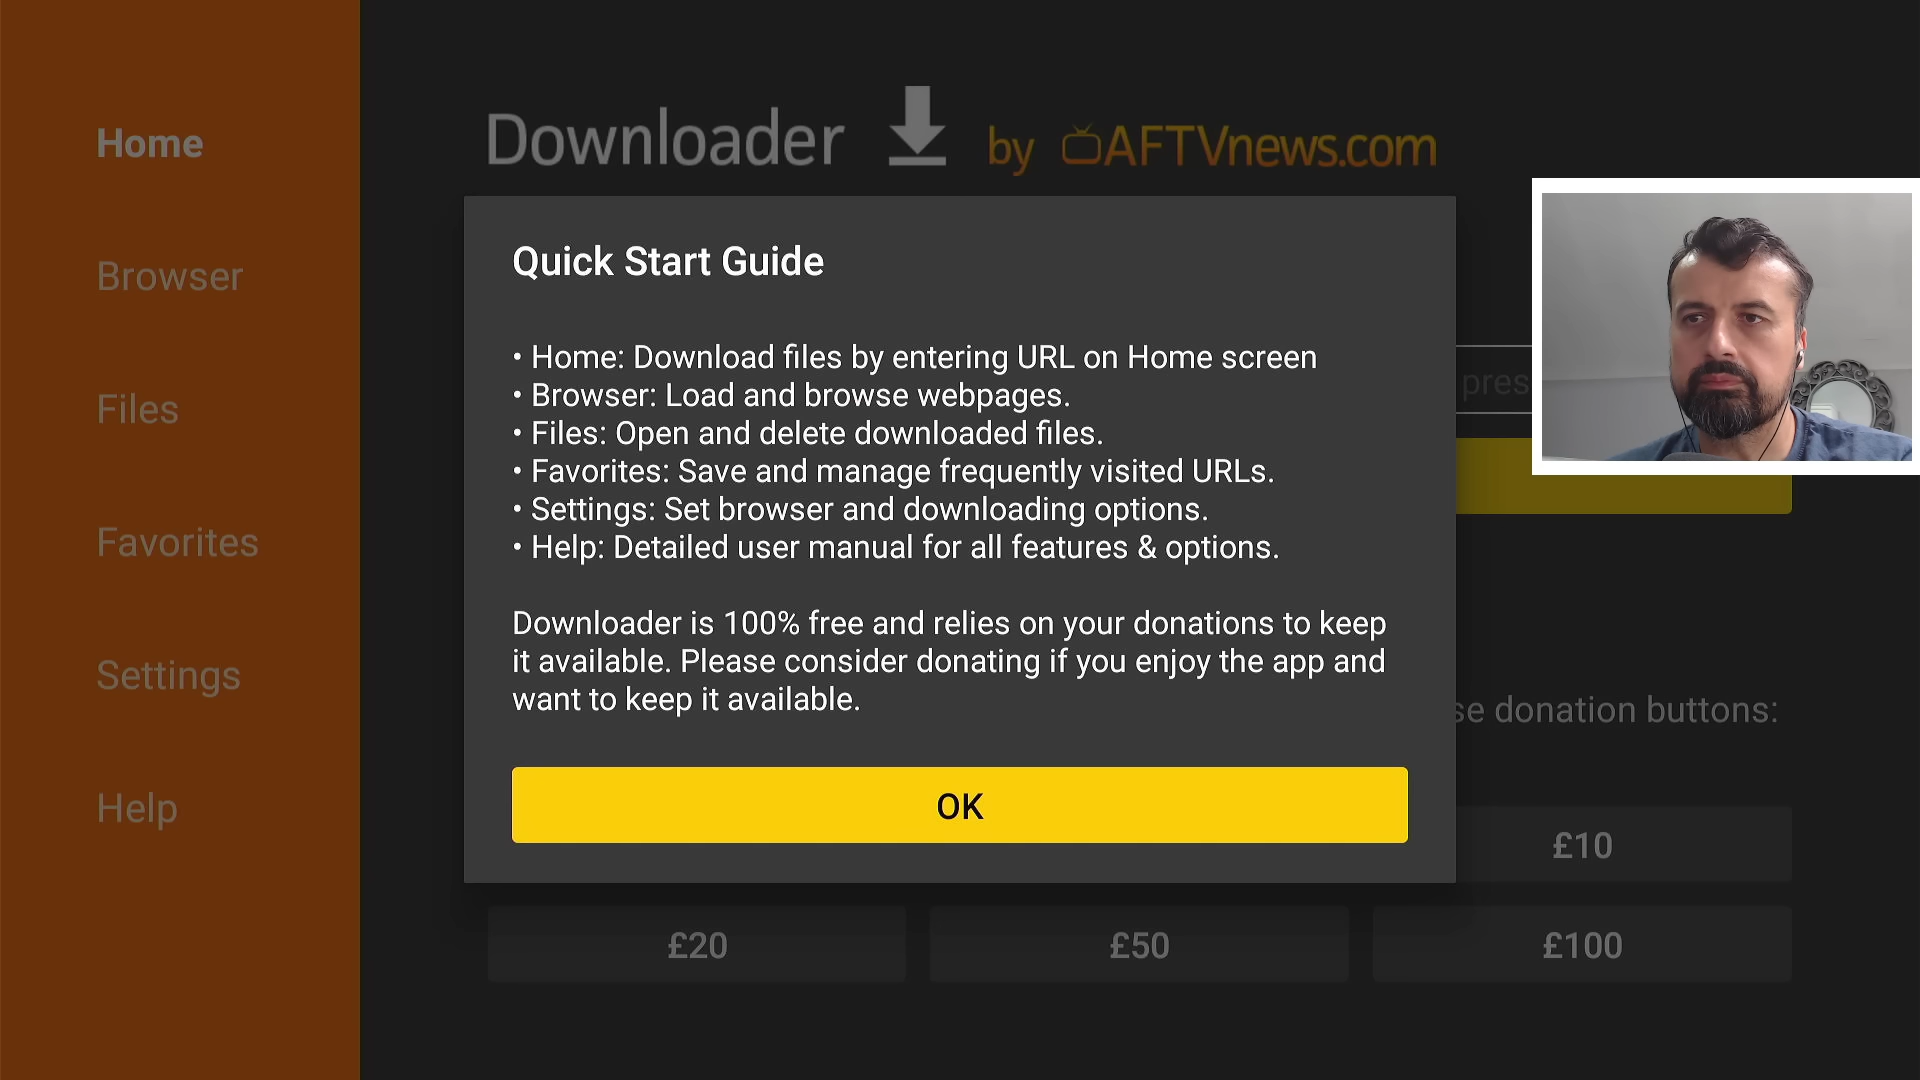 Home
Browser
Files
Favorites
Settings
Help
Downloader by AFTVnews.com
Quick Start Guide
• Home: Download files by entering URL on Home screen
• Browser: Load and browse webpages.
• Files: Open and delete downloaded files.
• Favorites: Save and manage frequently visited URLs.
• Settings: Set browser and downloading options.
• Help: Detailed user manual for all features & options.
Downloader is 100% free and relies on your donations to keep
it available. Please consider donating if you enjoy the app and
want to keep it available.
OK
donation buttons:
£10
£20 £50 £100